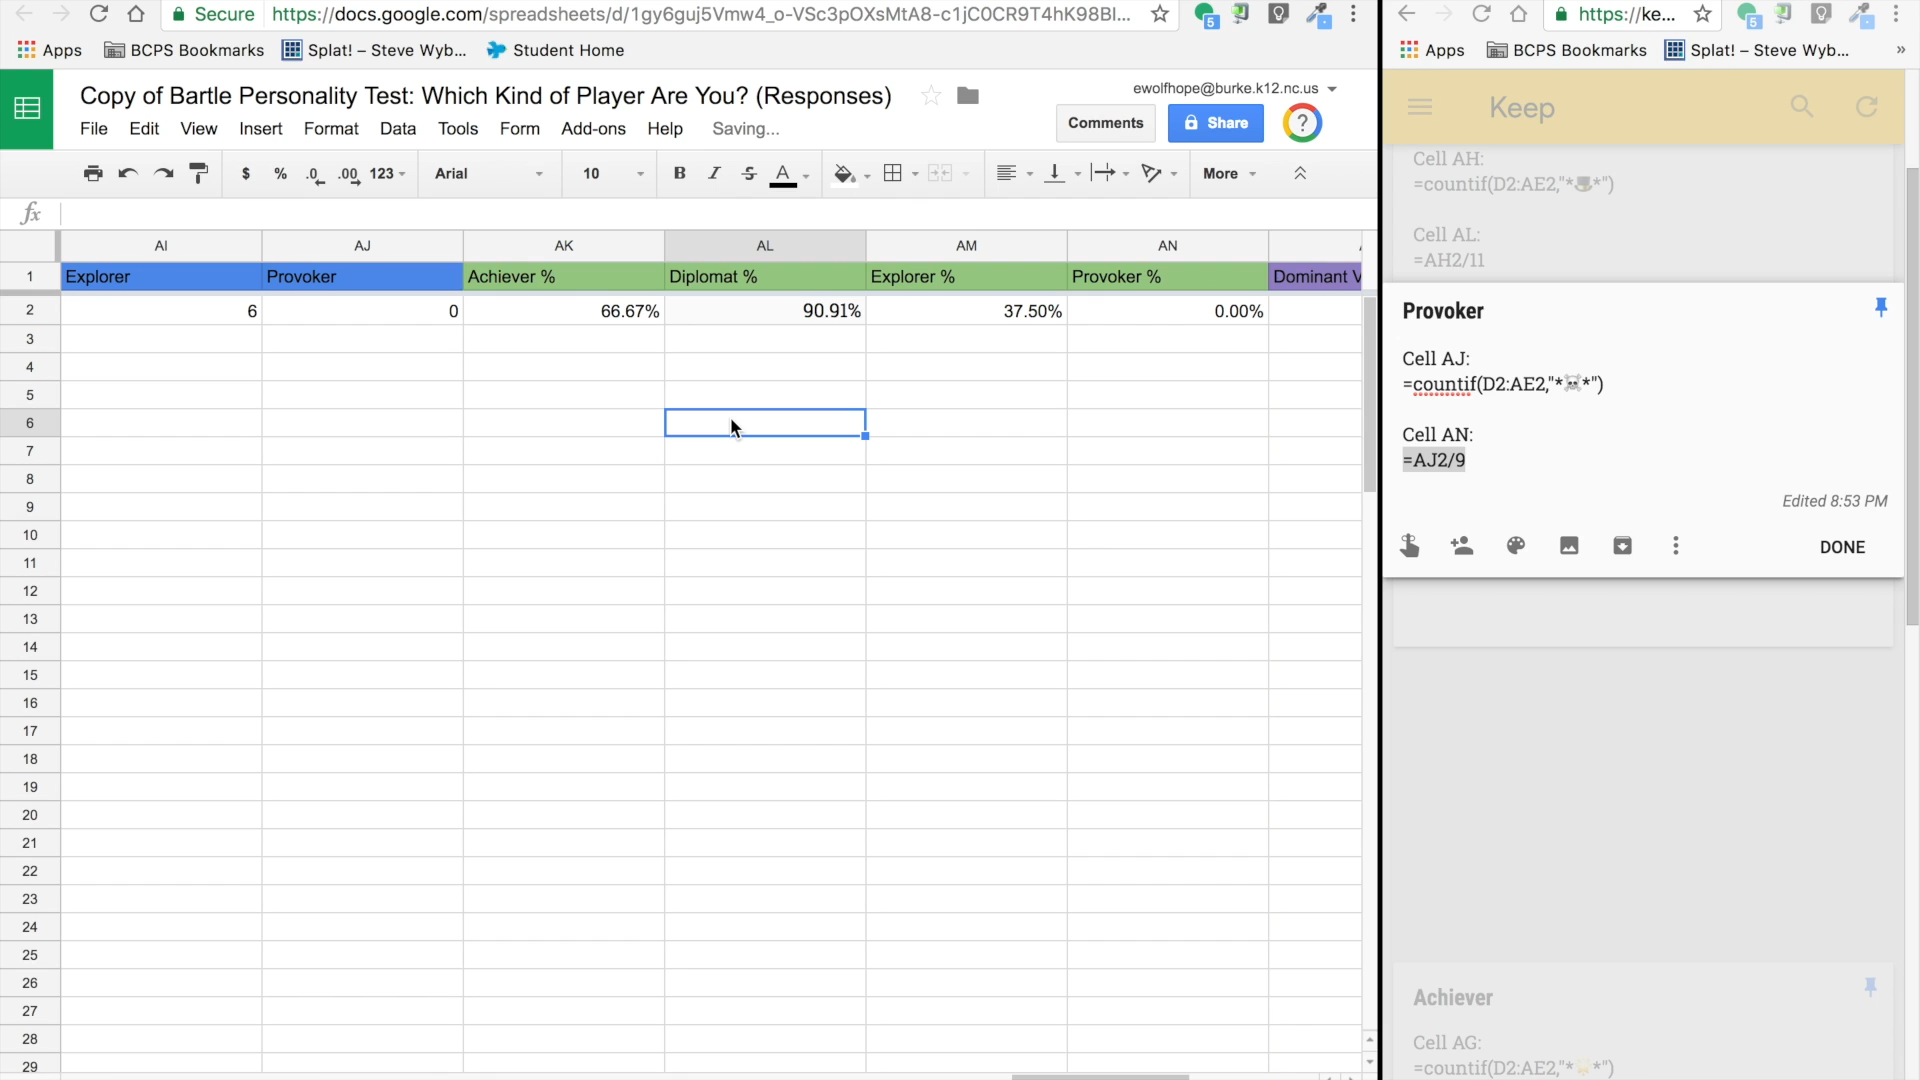 Secure https://docs.google.com/spreadsheets/d/1gy6guj5Vmw4_o-VSc3pOXsMtA8-c1jC0CR9T4hK98BI...
Apps BCPS Bookmarks Splat! – Steve Wyb... Student Home
Copy of Bartle Personality Test: Which Kind of Player Are You? (Responses)
ewolfhope@burke.k12.nc.us
File Edit View Insert Format Data Tools Form Add-ons Help Saving...
Comments Share ?
$ % .0 .00 123 Arial 10 B I S A More
fx
AI AJ AK AL AM AN
1 Explorer Provoker Achiever % Diplomat % Explorer % Provoker % Dominant V
2 6 0 66.67% 90.91% 37.50% 0.00%
3
4
5
6
7
8
9
10
11
12
13
14
15
16
17
18
19
20
21
22
23
24
25
26
27
28
29
https://ke...
5
5
Apps BCPS Bookmarks Splat! – Steve Wyb... »
Keep
Cell AH:
=countif(D2:AE2,"*🎩*")
Cell AL:
=AH2/11
Provoker
Cell AJ:
=countif(D2:AE2,"*☠*")
Cell AN:
=AJ2/9
Edited 8:53 PM
DONE
Achiever
Cell AG:
=countif(D2:AE2,"**")